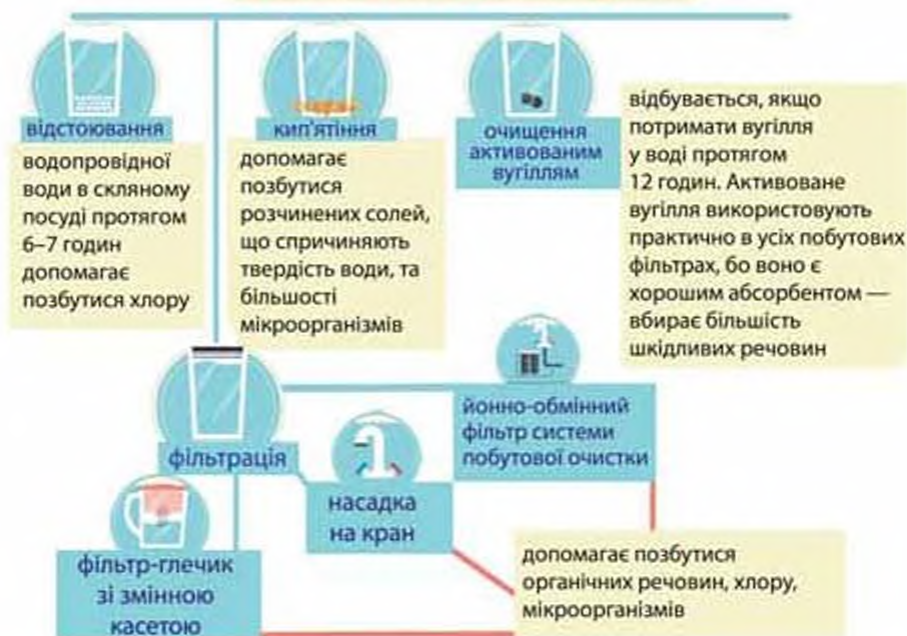 відстоювання
водопровідної
води в скляному
посуді протягом
6–7 годин
допомагає
позбутися хлору
кип'ятіння
допомагає
позбутися
розчинених солей,
що спричиняють
твердість води, та
більшості
мікроорганізмів
очищення
активованим
вугіллям
відбувається, якщо
потримати вугілля
у воді протягом
12 годин. Активоване
вугілля використовують
практично в усіх побутових
фільтрах, бо воно є
хорошим абсорбентом —
вбирає більшість
шкідливих речовин
фільтрація
йонно-обмінний
фільтр системи
побутової очистки
насадка
на кран
фільтр-глечик
зі змінною
касетою
допомагає позбутися
органічних речовин, хлору,
мікроорганізмів